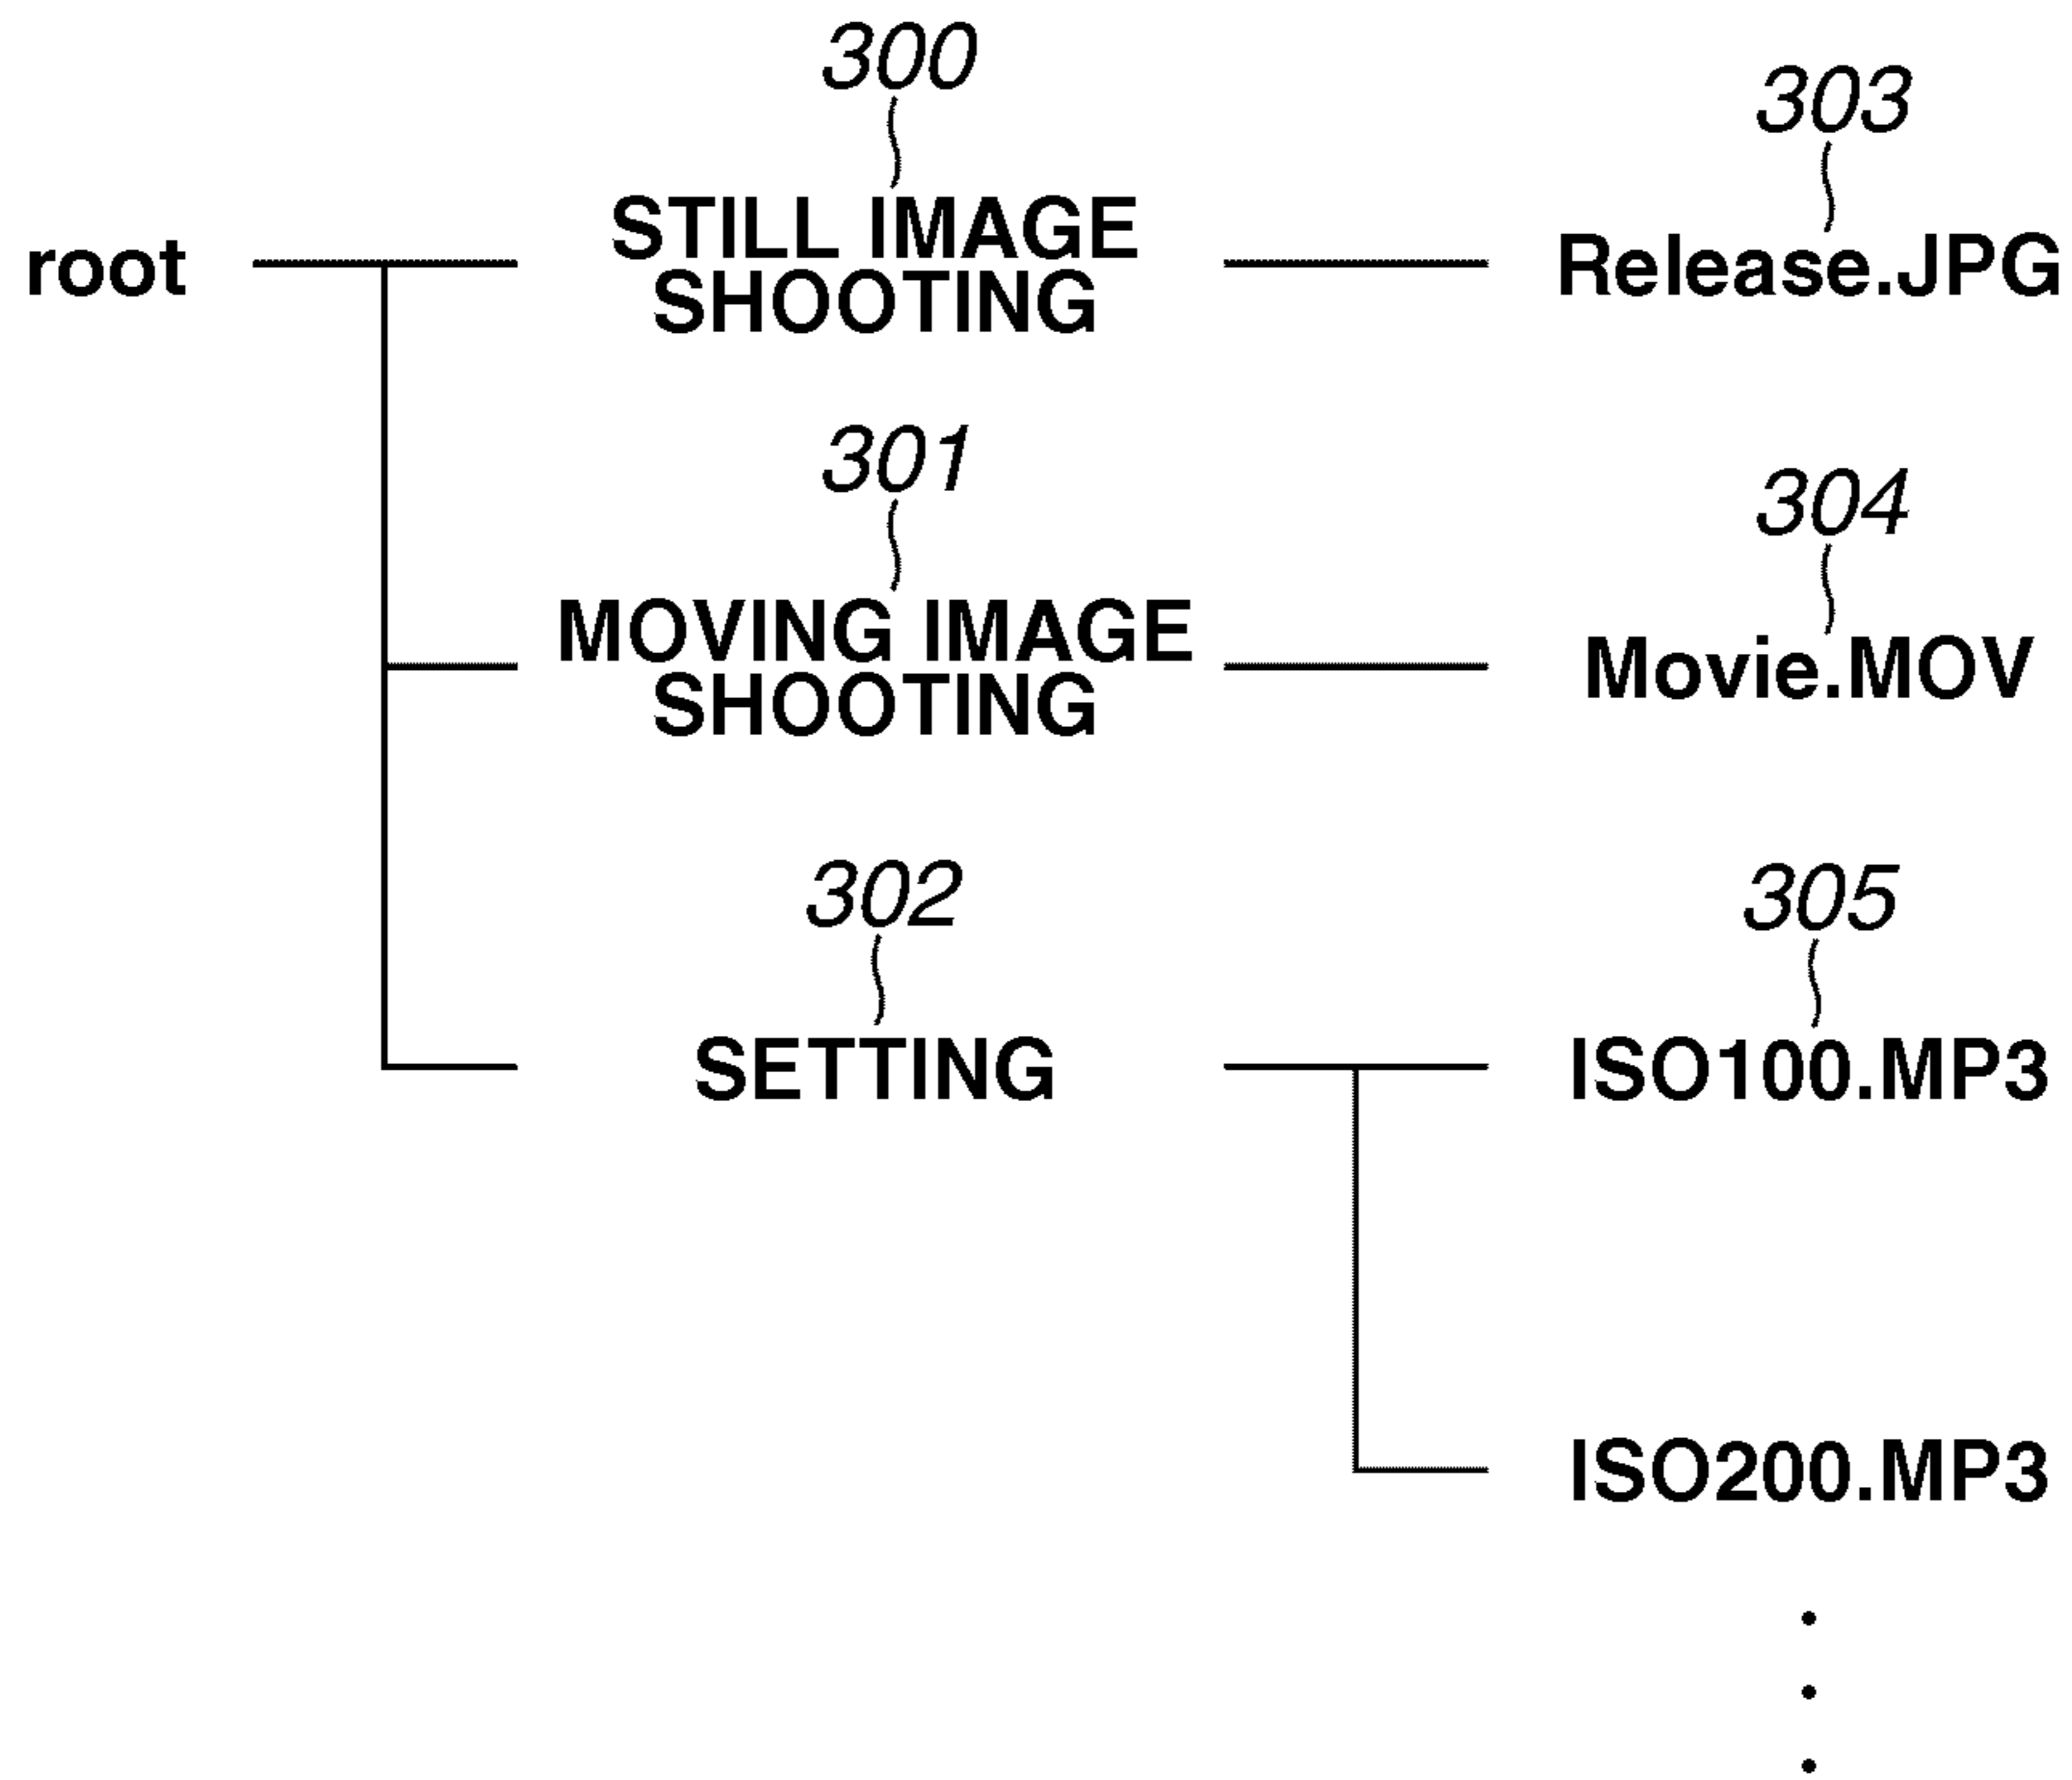 300
303
root
STILL IMAGE
SHOOTING
Release.JPG
301
304
MOVING IMAGE
SHOOTING
Movie.MOV
302
305
SETTING
ISO100.MP3
ISO200.MP3